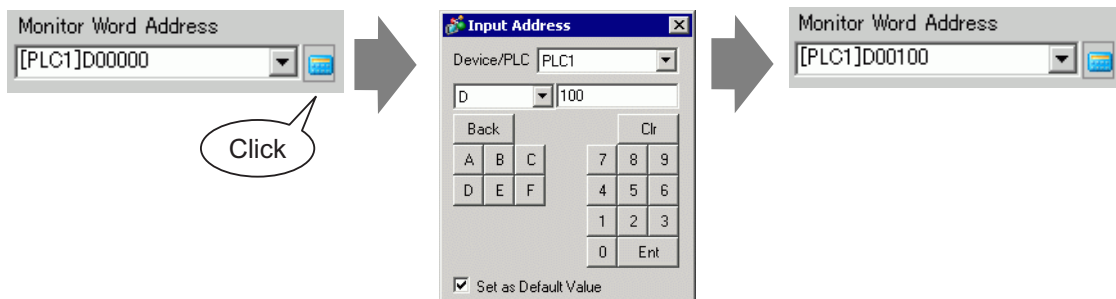 Monitor Word Address
[PLC1]D00000
Click
Input Address
Device/PLC PLC1
D 100
Back Clr
A B C 7 8 9
D E F 4 5 6
1 2 3
0 Ent
Set as Default Value
Monitor Word Address
[PLC1]D00100